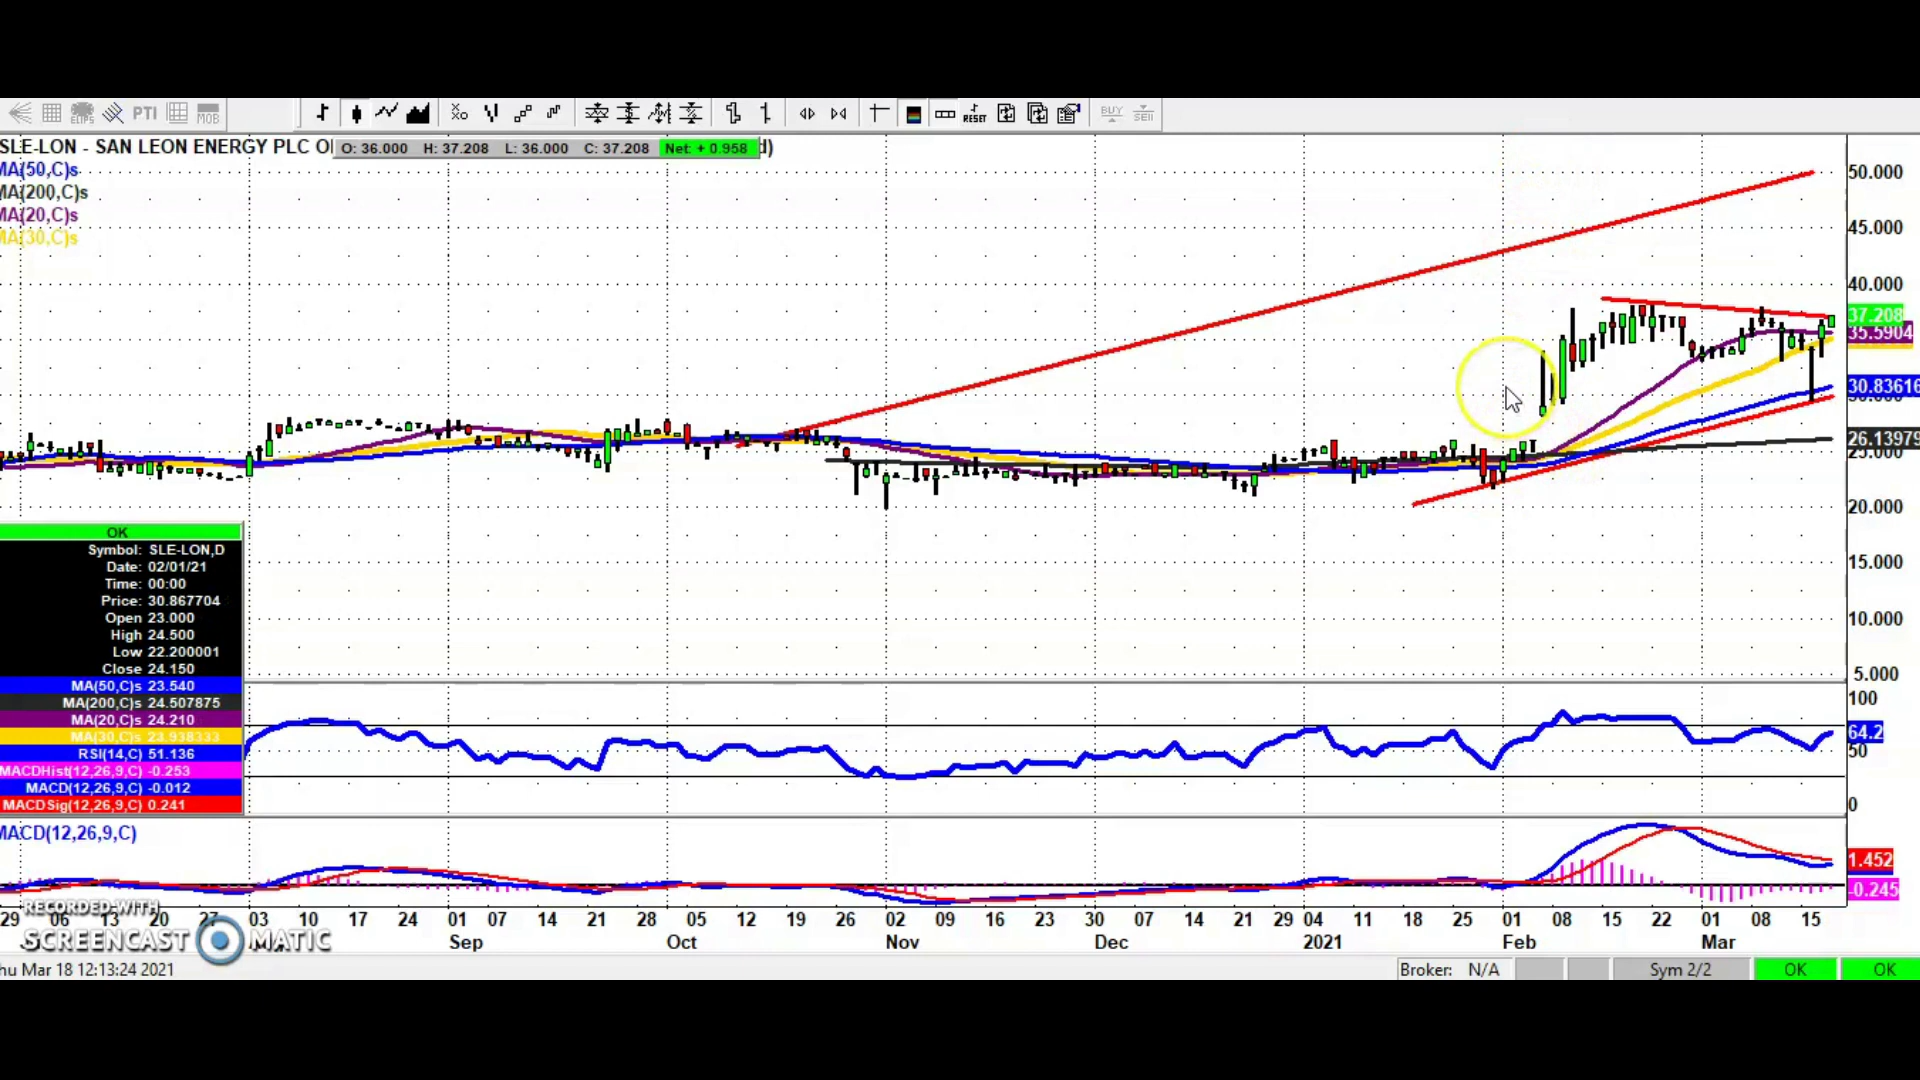 ELIPS PTI MOB RESET BUY SELL
SLE-LON - SAN LEON ENERGY PLC O
O: 36.000 H: 37.208 L: 36.000 C: 37.208 Net: + 0.958 d)
MA(50,C)s
MA(200,C)s
MA(20,C)s
MA(30,C)s
50.000
45.000
40.000
37.208
35.5904
30.83616
26.13979
25.000
20.000
15.000
10.000
5.000
OK
Symbol: SLE-LON,D
Date: 02/01/21
Time: 00:00
Price: 30.867704
Open 23.000
High 24.500
Low 22.200001
Close 24.150
MA(50,C)s 23.540
MA(200,C)s 24.507875
MA(20,C)s 24.210
MA(30,C)s 23.938333
RSI(14,C) 51.136
MACDHist(12,26,9,C) -0.253
MACD(12,26,9,C) -0.012
MACDSig(12,26,9,C) 0.241
100
64.2
50
0
MACD(12,26,9,C)
1.452
-0.245
29 06 13 20 27 03 10 17 24 01 07 14 21 28 05 12 19 26 02 09 16 23 30 07 14 21 29 04 11 18 25 01 08 15 22 01 08 15
Sep Oct Nov Dec 2021 Feb Mar
RECORDED WITH
SCREENCAST MATIC
hu Mar 18 12:13:24 2021
Broker: N/A Sym 2/2 OK OK